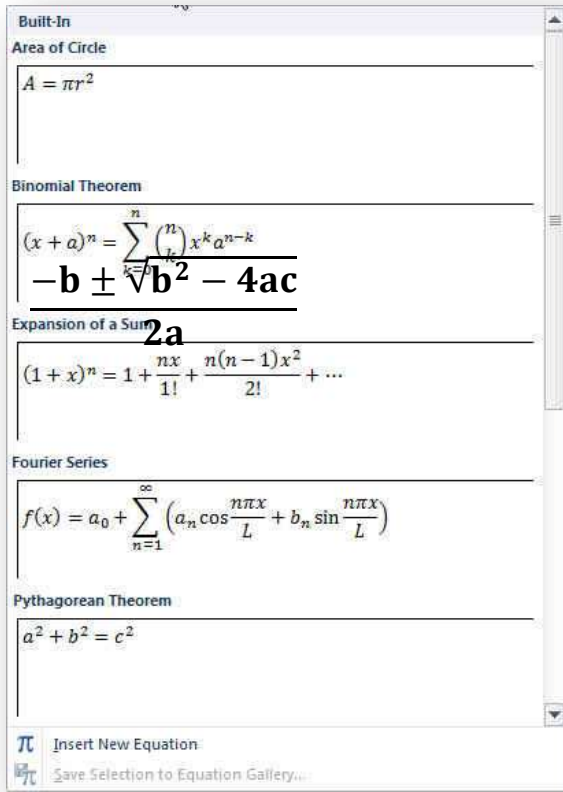 Built-In
Area of Circle
A = πr²
Binomial Theorem
(x + a)ⁿ = ∑ₖ₌₀ⁿ (n k) xᵏaⁿ⁻ᵏ
−b ± √b² − 4ac
2a
Expansion of a Sum
(1 + x)ⁿ = 1 + nx/1! + n(n − 1)x²/2! + ⋯
Fourier Series
f(x) = a₀ + ∑ₙ₌₁^∞ (aₙ cos nπx/L + bₙ sin nπx/L)
Pythagorean Theorem
a² + b² = c²
π Insert New Equation
π Save Selection to Equation Gallery...